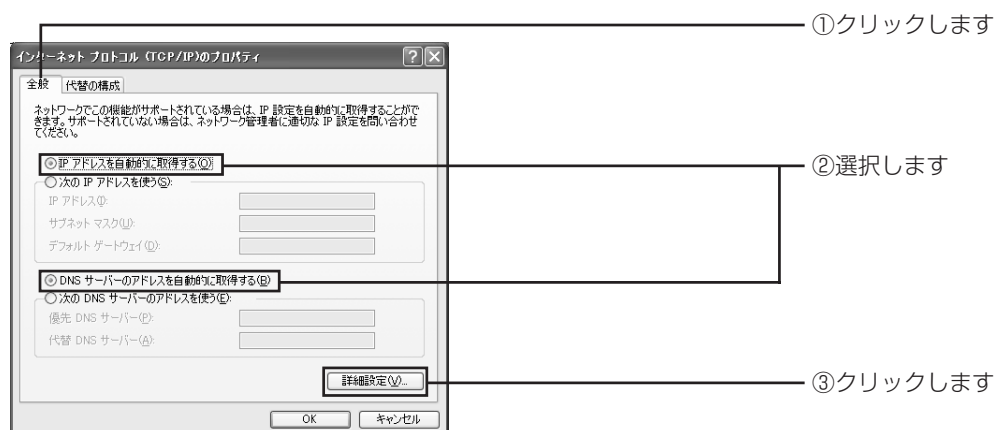 ①クリックします
インターネット プロトコル (TCP/IP)のプロパティ
全般 代替の構成
ネットワークでこの機能がサポートされている場合は、IP 設定を自動的に取得することがで
きます。サポートされていない場合は、ネットワーク管理者に適切な IP 設定を問い合わせ
てください。
IP アドレスを自動的に取得する(O)
②選択します
次の IP アドレスを使う(S):
IP アドレス(I):
サブネット マスク(U):
デフォルト ゲートウェイ(D):
DNS サーバーのアドレスを自動的に取得する(B)
次の DNS サーバーのアドレスを使う(E):
優先 DNS サーバー(P):
代替 DNS サーバー(A):
詳細設定(V)...
③クリックします
OK キャンセル